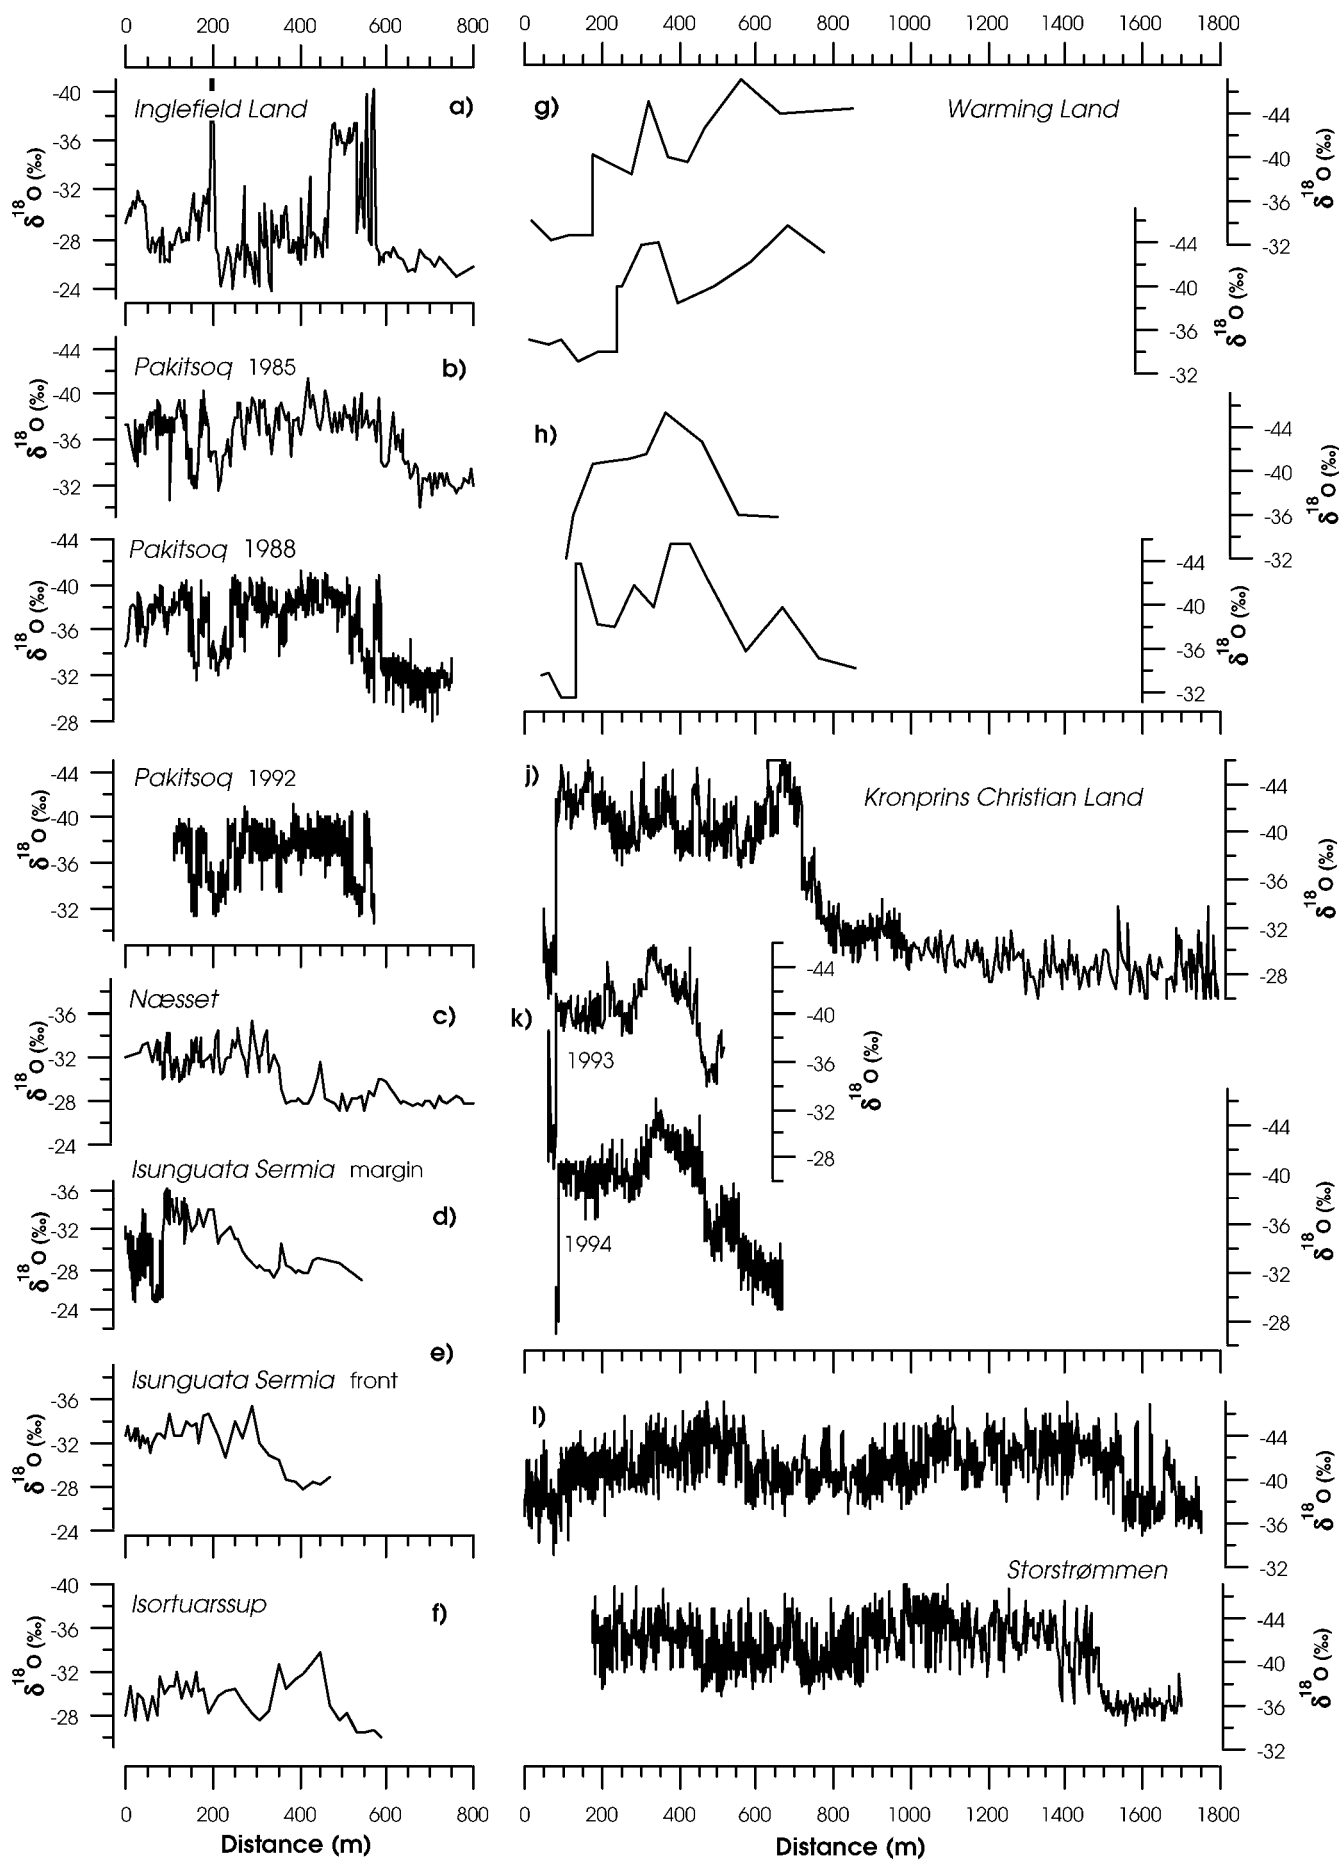 0 200 400 600 800
0 200 400 600 800 1000 1200 1400 1600 1800
Inglefield Land a)
-40
-36
-32
-28
-24
δ18O (‰)
Pakitsoq 1985 b)
-44
-40
-36
-32
δ18O (‰)
Pakitsoq 1988
-44
-40
-36
-32
-28
δ18O (‰)
Pakitsoq 1992
-44
-40
-36
-32
δ18O (‰)
Næsset c)
-36
-32
-28
-24
δ18O (‰)
Isunguata Sermia margin
d)
-36
-32
-28
-24
δ18O (‰)
e)
Isunguata Sermia front
-36
-32
-28
-24
δ18O (‰)
Isortuarssup f)
-40
-36
-32
-28
δ18O (‰)
0 200 400 600 800
Distance (m)
g) Warming Land
-44
-40
-36
-32
δ18O (‰)
-44
-40
-36
-32
δ18O (‰)
h)
-44
-40
-36
-32
δ18O (‰)
-44
-40
-36
-32
δ18O (‰)
j) Kronprins Christian Land
-44
-40
-36
-32
-28
δ18O (‰)
k)
1993
-44
-40
-36
-32
-28
δ18O (‰)
1994
-44
-40
-36
-32
-28
δ18O (‰)
l)
-44
-40
-36
-32
δ18O (‰)
Storstrømmen
-44
-40
-36
-32
δ18O (‰)
0 200 400 600 800 1000 1200 1400 1600 1800
Distance (m)